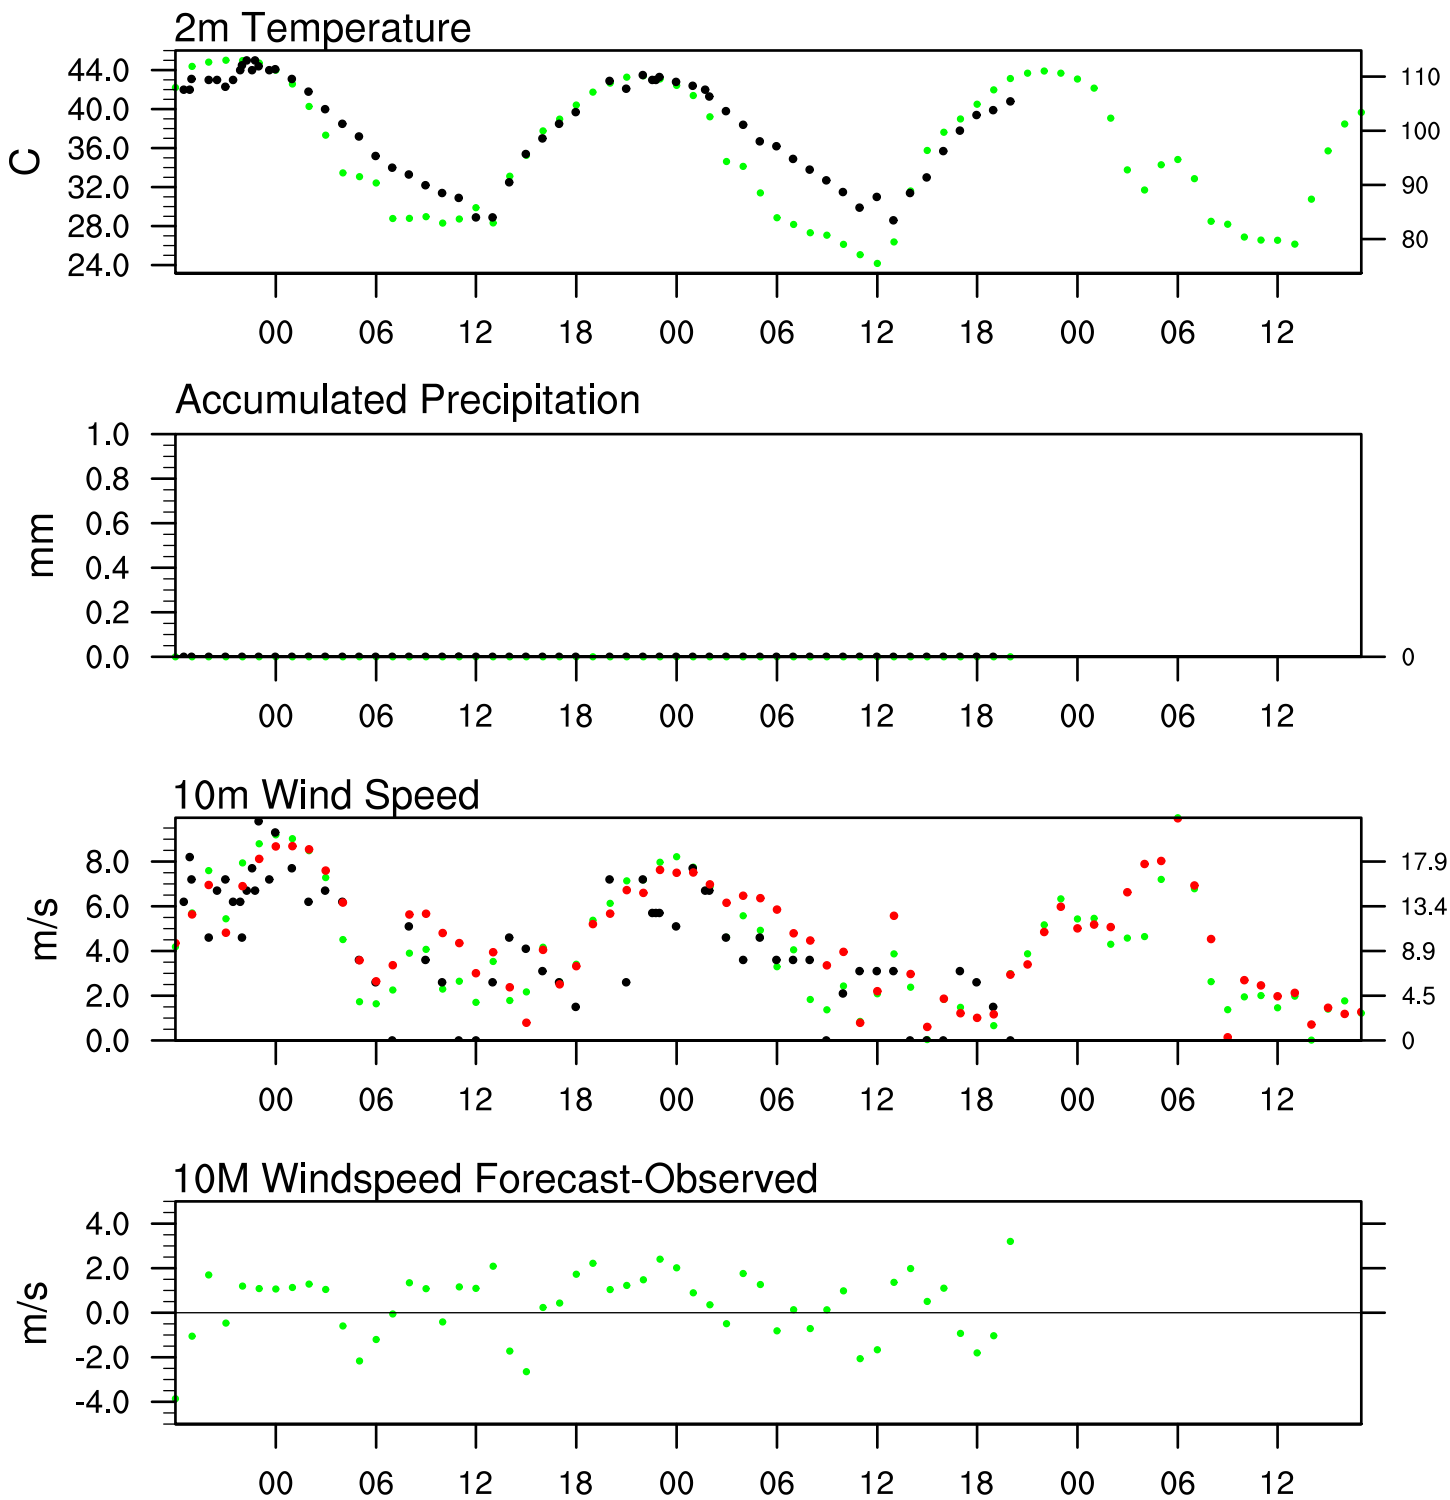 2m Temperature
44.0
40.0
36.0
32.0
28.0
24.0
C
110
100
90
80
00 06 12 18 00 06 12 18 00 06 12
Accumulated Precipitation
1.0
0.8
0.6
0.4
0.2
0.0
mm
0
00 06 12 18 00 06 12 18 00 06 12
10m Wind Speed
8.0
6.0
4.0
2.0
0.0
m/s
17.9
13.4
8.9
4.5
0
00 06 12 18 00 06 12 18 00 06 12
10M Windspeed Forecast-Observed
4.0
2.0
0.0
-2.0
-4.0
m/s
00 06 12 18 00 06 12 18 00 06 12